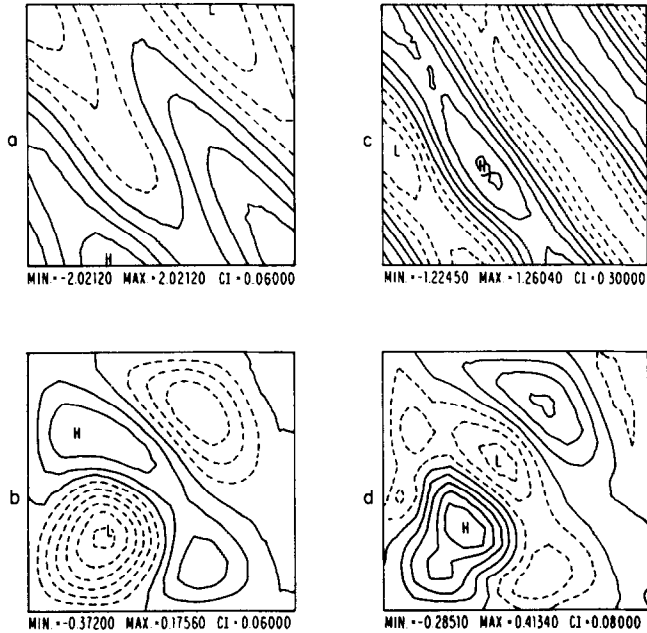 L
a
H
MIN.=-2.02120 MAX.=2.02120 CI=0.06000
c
L
H
MIN.=-1.22450 MAX.=1.26040 CI=0.30000
H
b
L
MIN.=-0.37200 MAX.=0.17560 CI=0.06000
L
d
H
MIN.=-0.28510 MAX.=0.41340 CI=0.08000